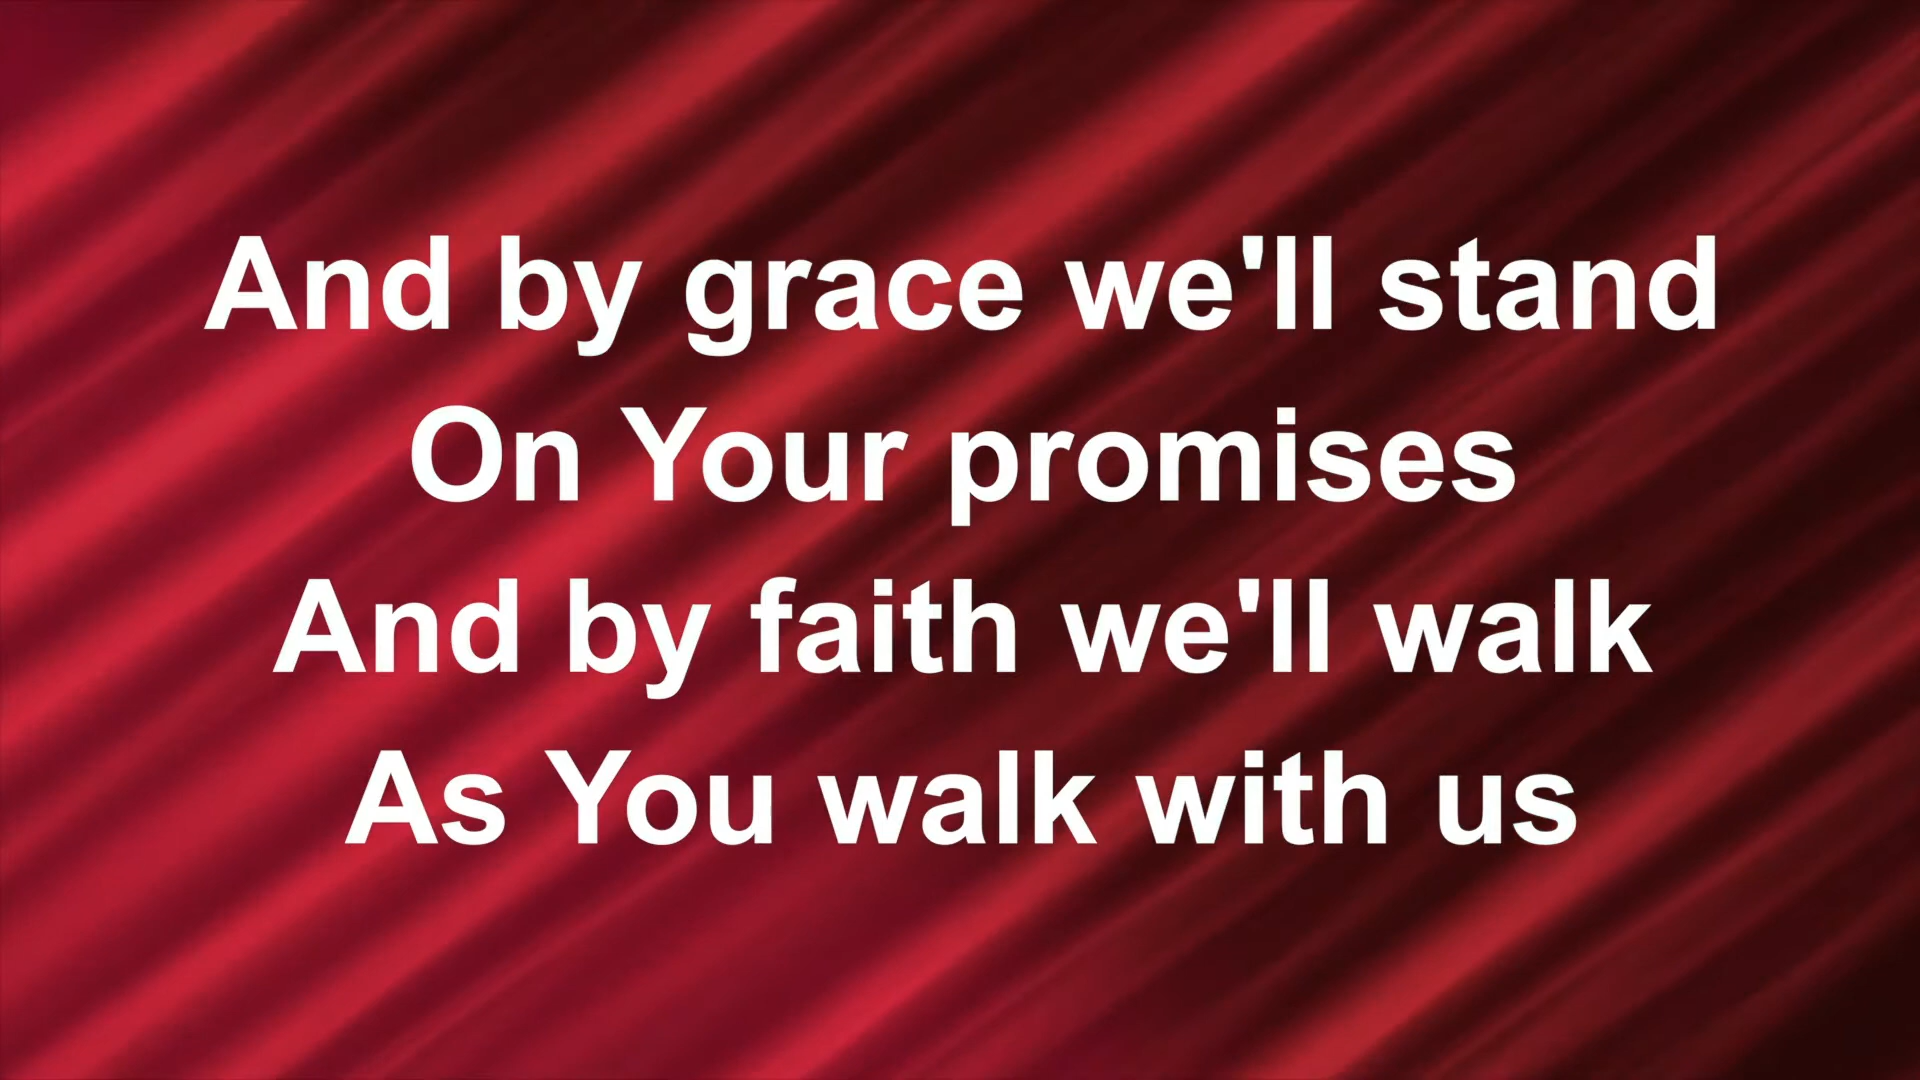 And by grace we'll stand
On Your promises
And by faith we'll walk
As You walk with us